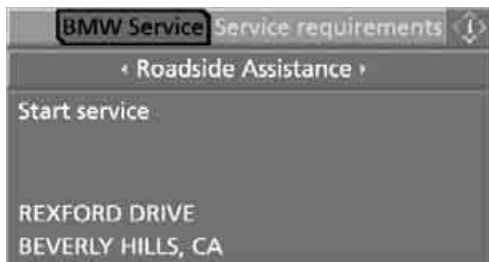 BMW Service Service requirements
Roadside Assistance
Start service
REXFORD DRIVE
BEVERLY HILLS, CA